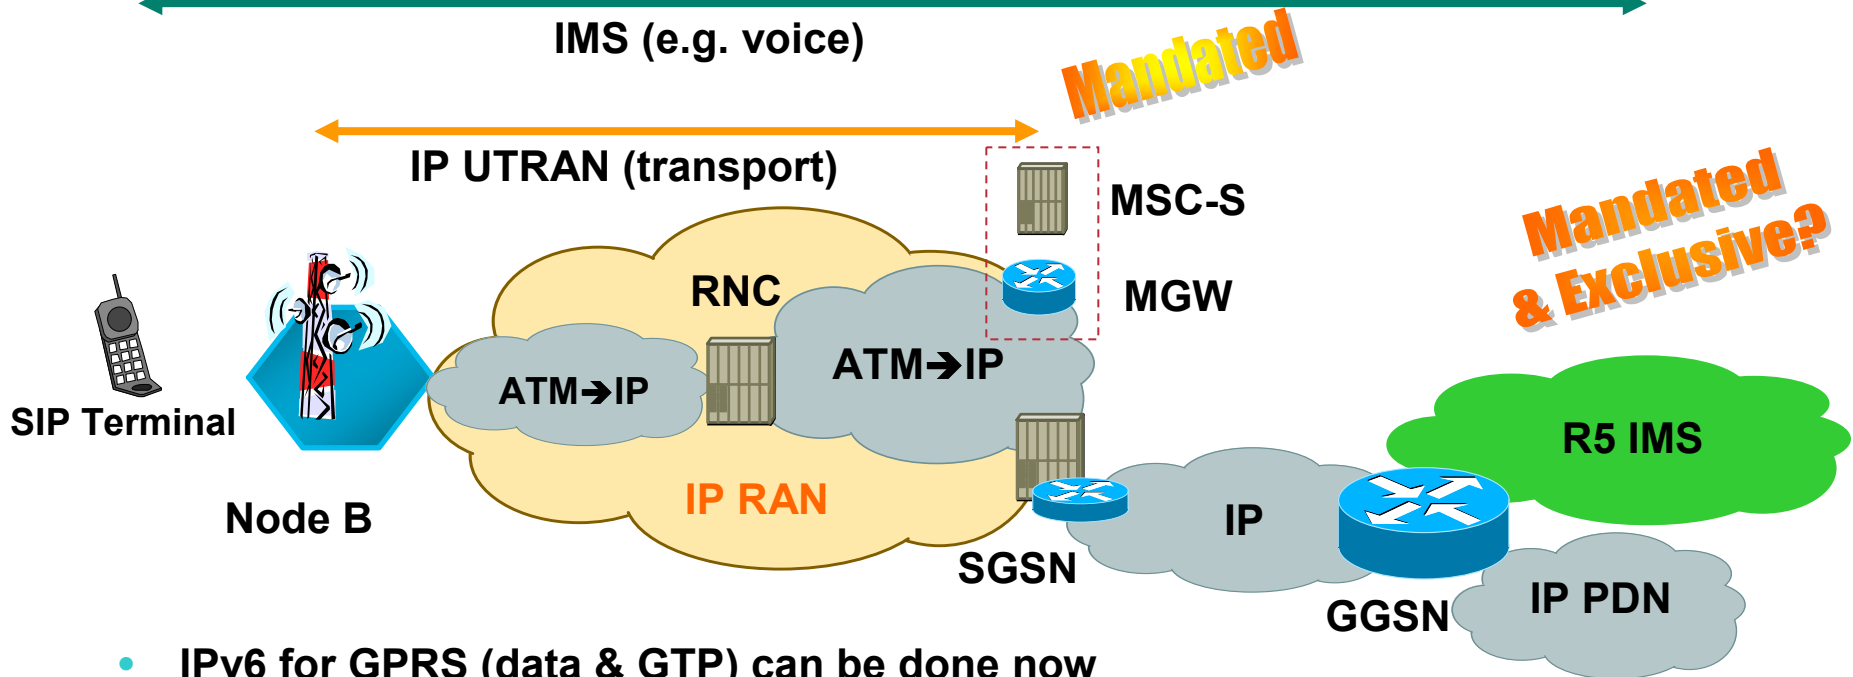 IMS (e.g. voice)
Mandated
IP UTRAN (transport)
MSC-S
Mandated
& Exclusive?
RNC
MGW
ATM➔IP
ATM➔IP
SIP Terminal
R5 IMS
IP RAN
Node B
IP
SGSN
IP PDN
GGSN
• IPv6 for GPRS (data & GTP) can be done now